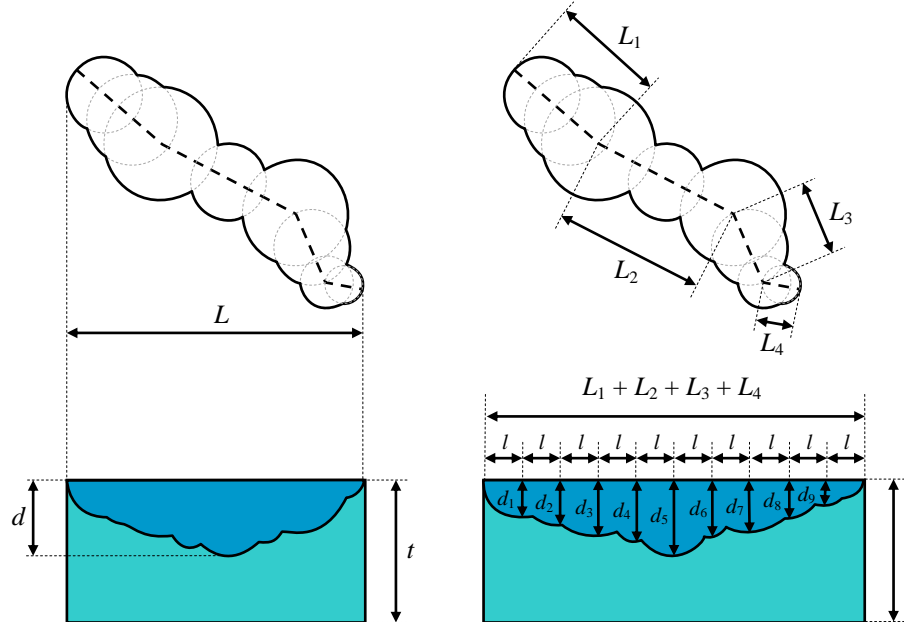 L₁
L₂
L₃
L₄
L
d
t
L₁ + L₂ + L₃ + L₄
l l l l l l l l l l
d₁ d₂ d₃ d₄ d₅ d₆ d₇ d₈ d₉